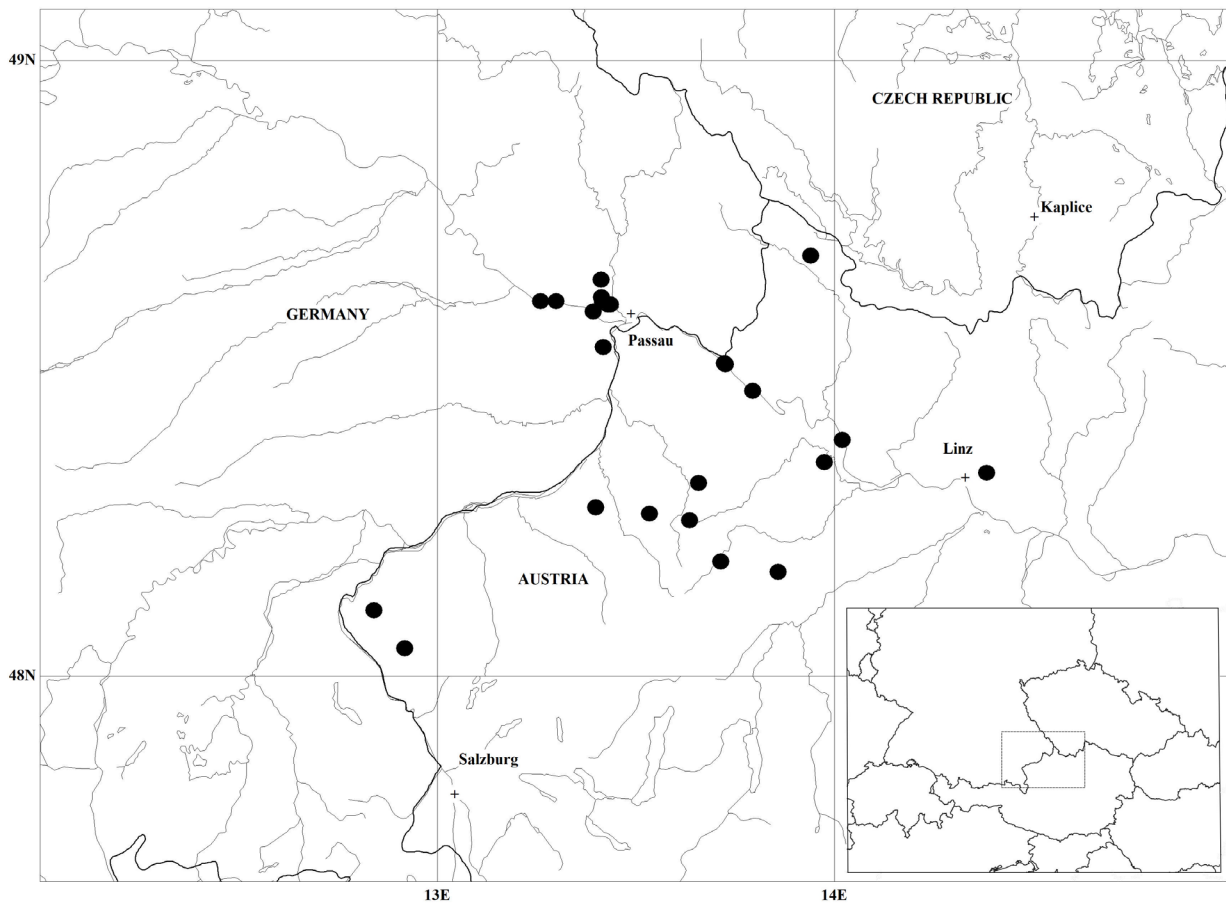 49N
CZECH REPUBLIC
Kaplice
GERMANY
Passau
Linz
AUSTRIA
48N
Salzburg
13E
14E